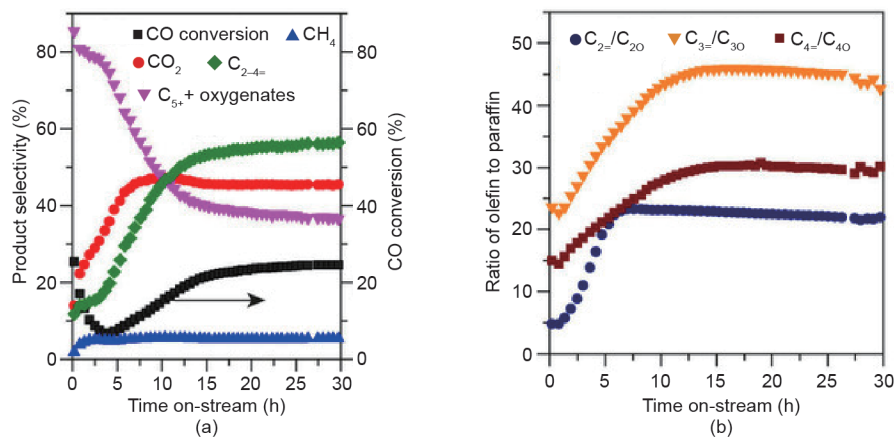 CO conversion
CH4
CO2
C2–4=
C5+ + oxygenates
Product selectivity (%)
80
60
40
20
0
CO conversion (%)
80
60
40
20
0
0 5 10 15 20 25 30
Time on-stream (h)
(a)
C2=/C2O
C3=/C3O
C4=/C4O
Ratio of olefin to paraffin
50
40
30
20
10
0
0 5 10 15 20 25 30
Time on-stream (h)
(b)